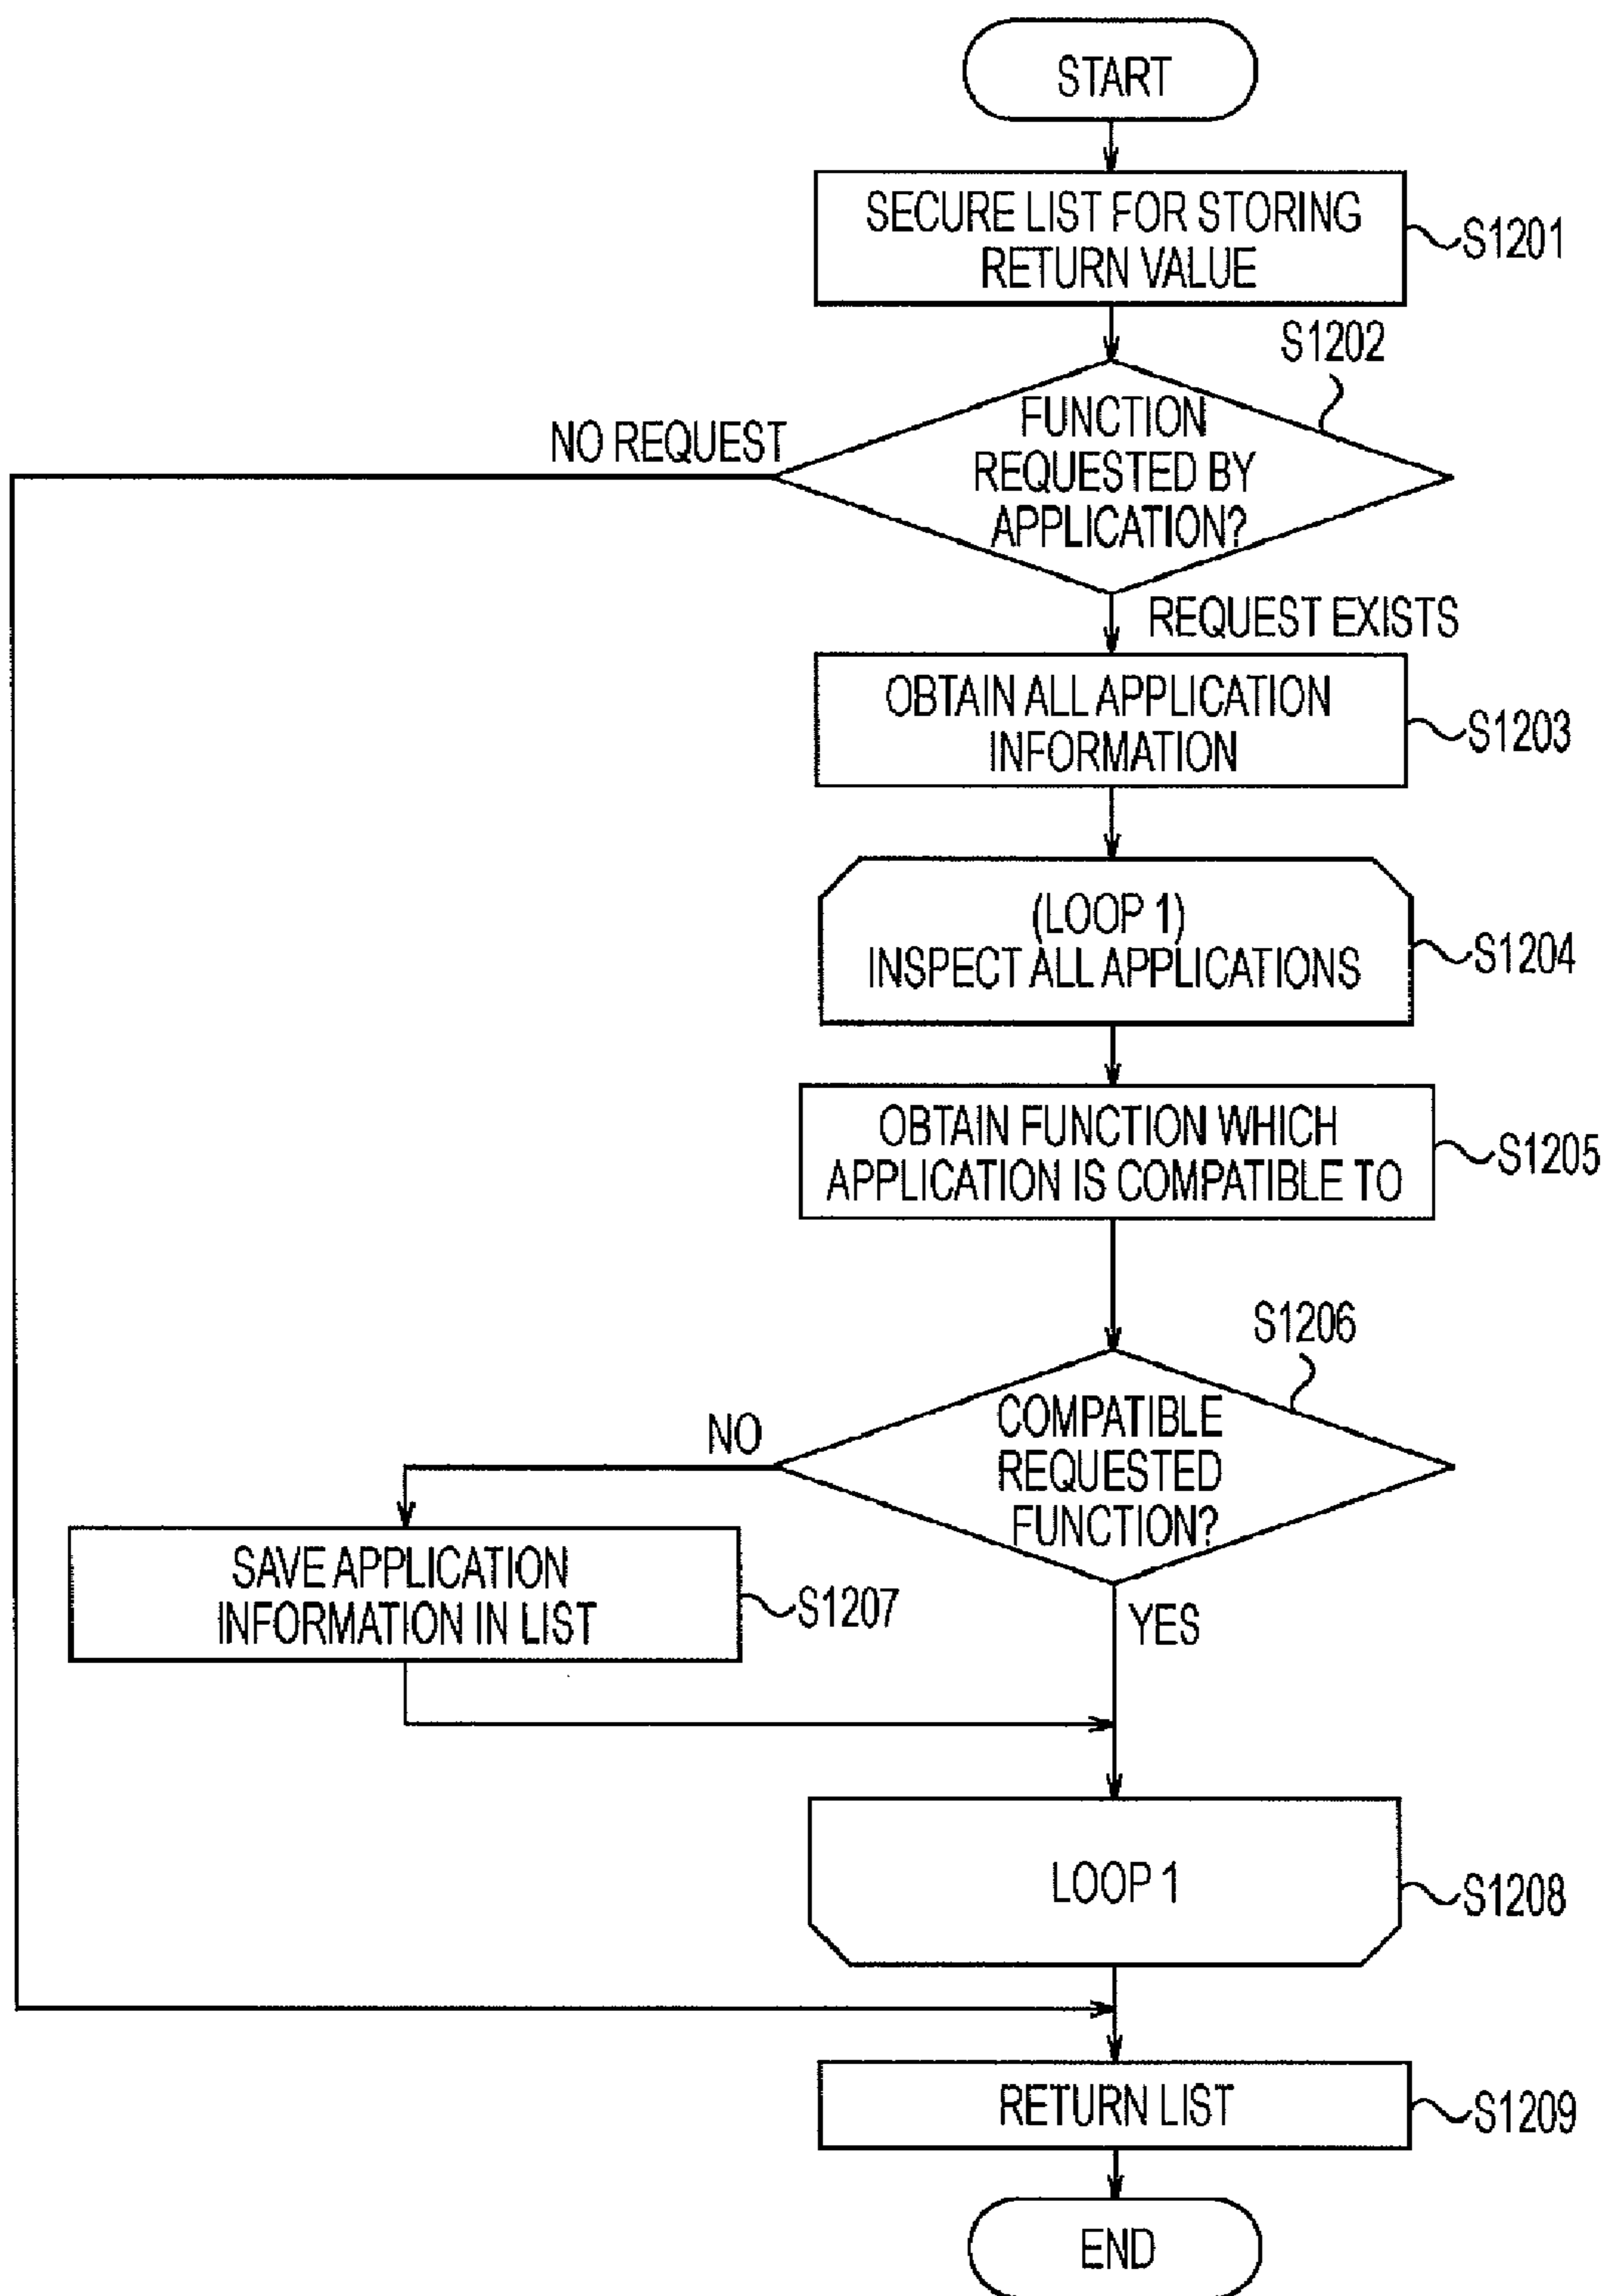 START
SECURE LIST FOR STORING
RETURN VALUE
S1201
S1202
FUNCTION
REQUESTED BY
APPLICATION?
NO REQUEST
REQUEST EXISTS
OBTAIN ALL APPLICATION
INFORMATION
S1203
(LOOP 1)
INSPECT ALL APPLICATIONS
S1204
OBTAIN FUNCTION WHICH
APPLICATION IS COMPATIBLE TO
S1205
S1206
COMPATIBLE
REQUESTED
FUNCTION?
NO
YES
SAVE APPLICATION
INFORMATION IN LIST
S1207
LOOP 1
S1208
RETURN LIST
S1209
END